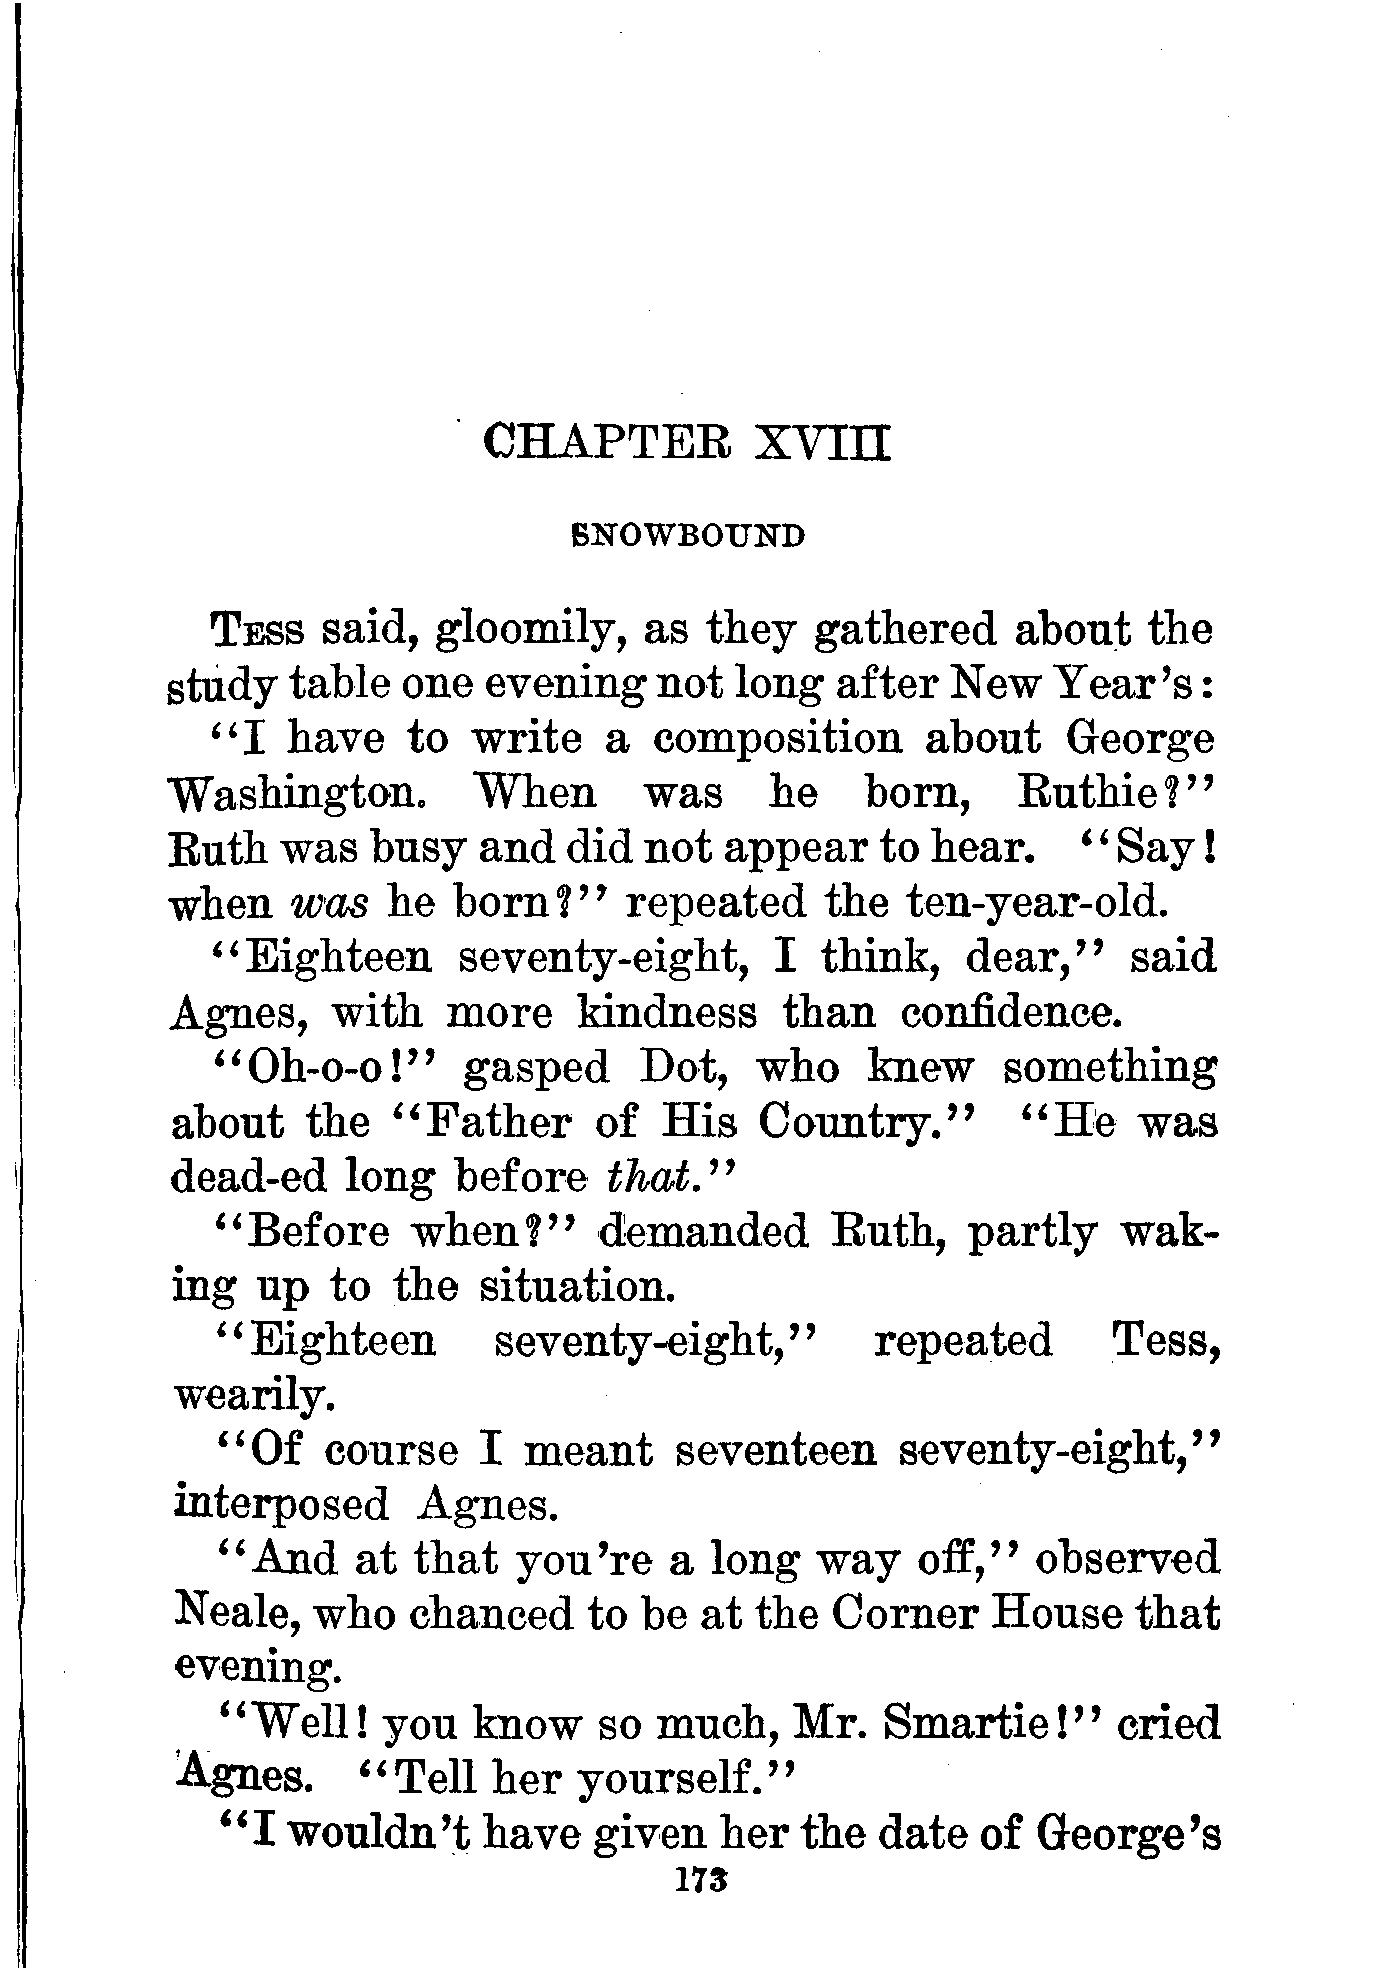 CHAPTER XVIII
SNOWBOUND
Tess said, gloomily, as they gathered about the
study table one evening not long after New Year's:
"I have to write a composition about George
Washington. When was he born, Ruthie?"
Ruth was busy and did not appear to hear. "Say!
when was he born?" repeated the ten-year-old.
"Eighteen seventy-eight, I think, dear," said
Agnes, with more kindness than confidence.
"Oh-o-o!" gasped Dot, who knew something
about the "Father of His Country." "He was
dead-ed long before that."
"Before when?" demanded Ruth, partly wak-
ing up to the situation.
"Eighteen seventy-eight," repeated Tess,
wearily.
"Of course I meant seventeen seventy-eight,"
interposed Agnes.
"And at that you're a long way off," observed
Neale, who chanced to be at the Corner House that
evening.
"Well! you know so much, Mr. Smartie!" cried
Agnes. "Tell her yourself."
"I wouldn't have given her the date of George's
173